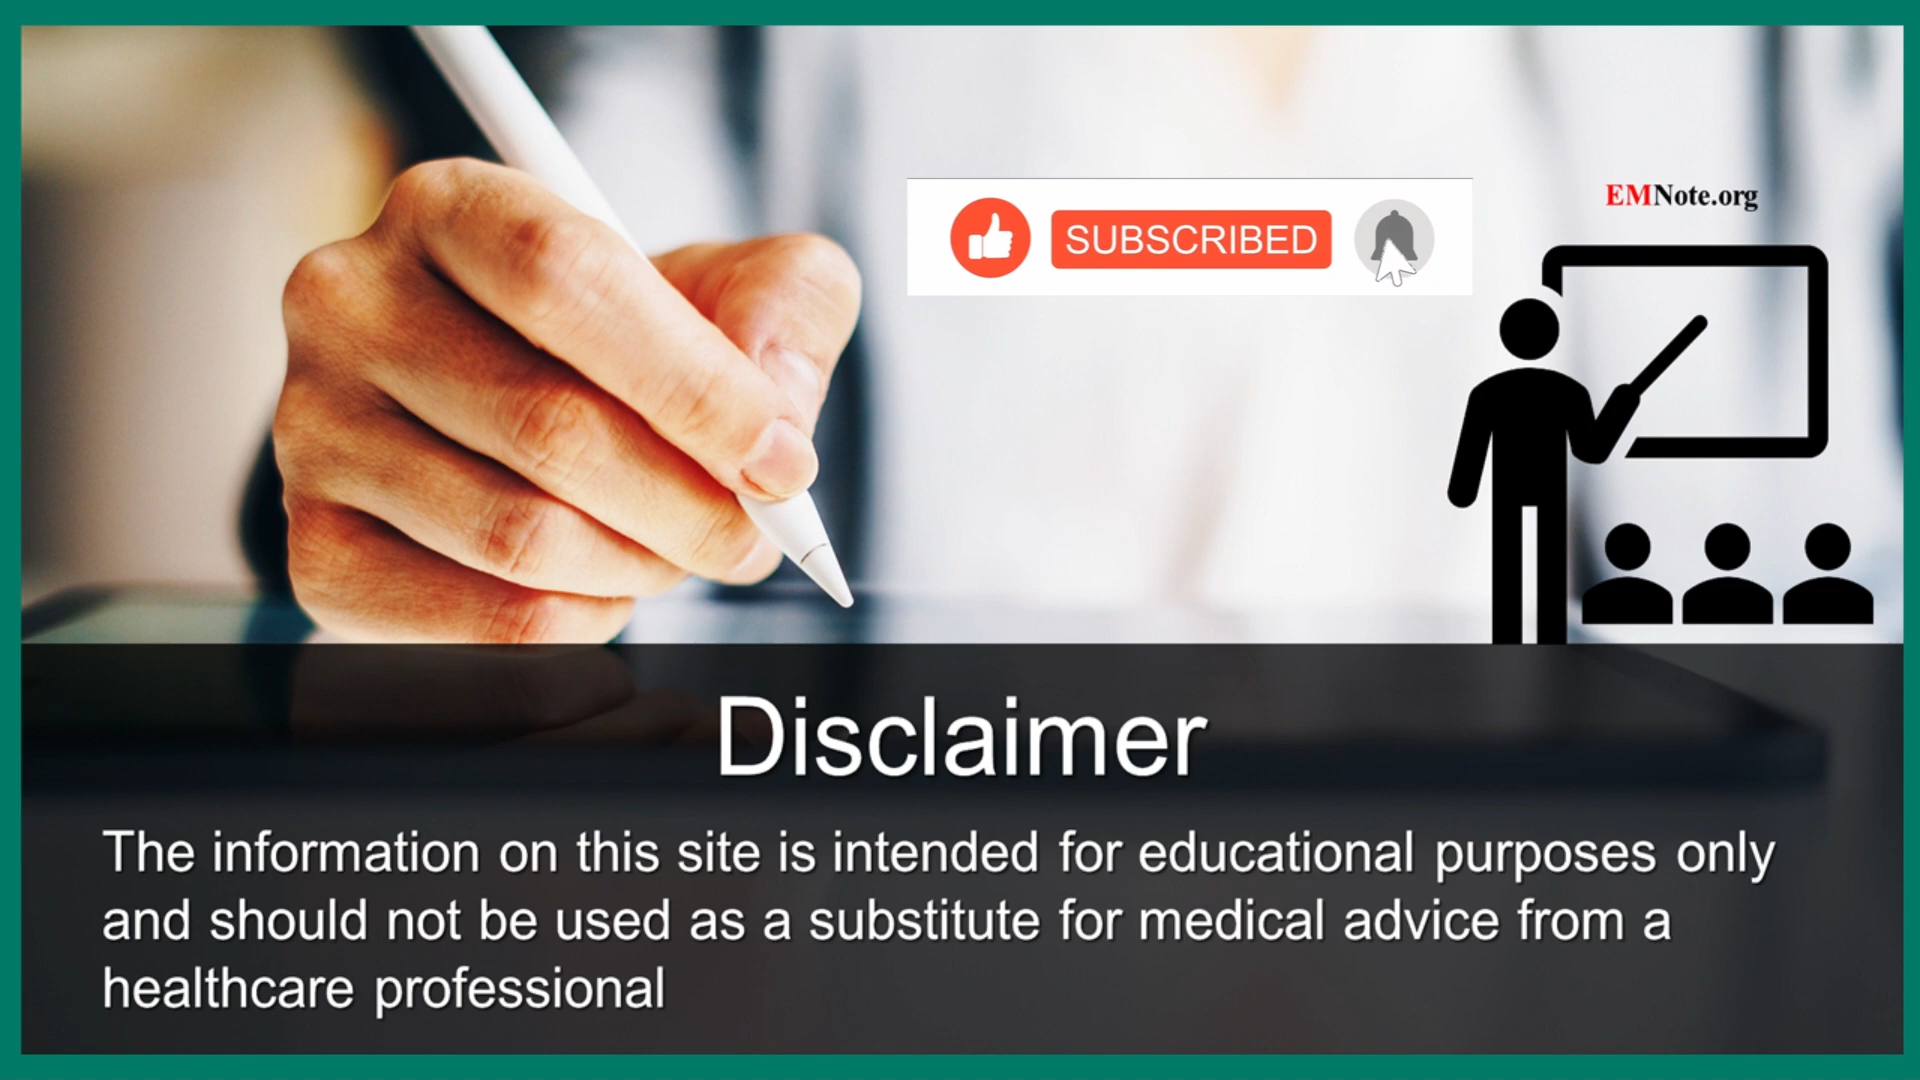 EMNote.org
SUBSCRIBED
Disclaimer
The information on this site is intended for educational purposes only
and should not be used as a substitute for medical advice from a
healthcare professional